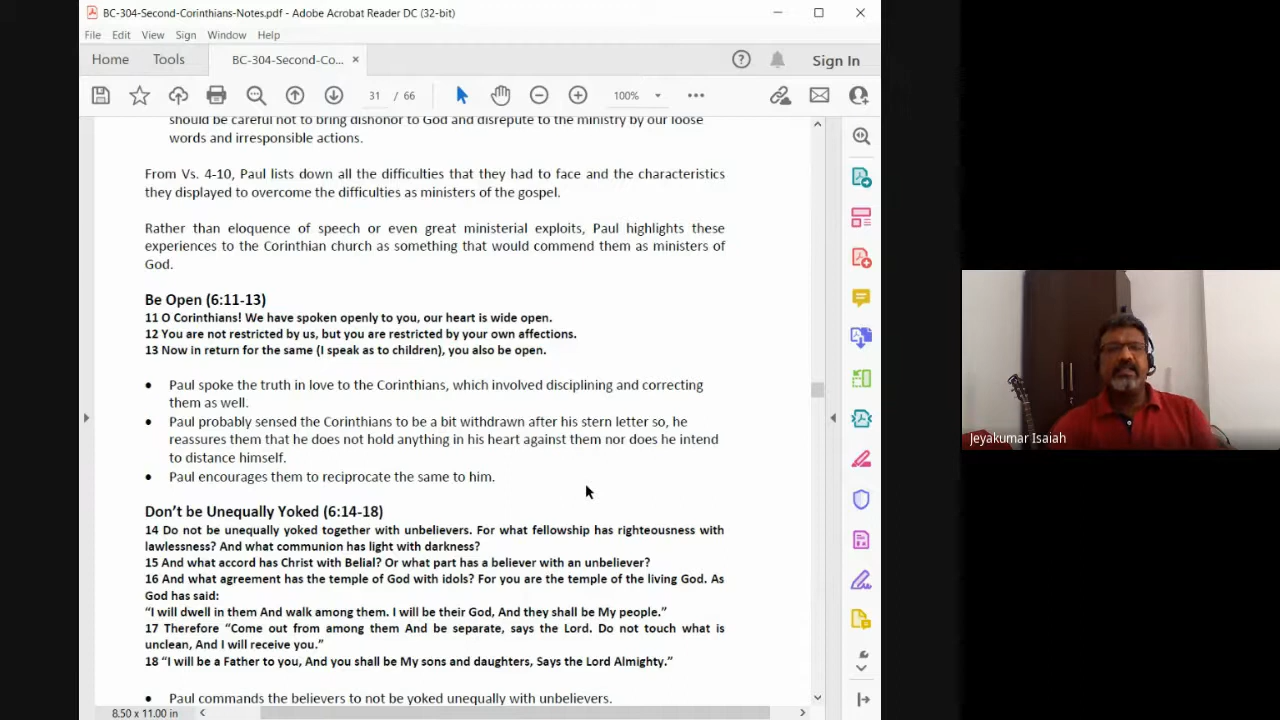 BC-304-Second-Corinthians-Notes.pdf - Adobe Acrobat Reader DC (32-bit)
File Edit View Sign Window Help
Home Tools BC-304-Second-Co... × Sign In
31 / 66 100%
should be careful not to bring dishonor to God and disrepute to the ministry by our loose
words and irresponsible actions.
From Vs. 4-10, Paul lists down all the difficulties that they had to face and the characteristics
they displayed to overcome the difficulties as ministers of the gospel.
Rather than eloquence of speech or even great ministerial exploits, Paul highlights these
experiences to the Corinthian church as something that would commend them as ministers of
God.
Be Open (6:11-13)
11 O Corinthians! We have spoken openly to you, our heart is wide open.
12 You are not restricted by us, but you are restricted by your own affections.
13 Now in return for the same (I speak as to children), you also be open.
• Paul spoke the truth in love to the Corinthians, which involved disciplining and correcting
them as well.
• Paul probably sensed the Corinthians to be a bit withdrawn after his stern letter so, he
reassures them that he does not hold anything in his heart against them nor does he intend
to distance himself.
• Paul encourages them to reciprocate the same to him.
Don’t be Unequally Yoked (6:14-18)
14 Do not be unequally yoked together with unbelievers. For what fellowship has righteousness with
lawlessness? And what communion has light with darkness?
15 And what accord has Christ with Belial? Or what part has a believer with an unbeliever?
16 And what agreement has the temple of God with idols? For you are the temple of the living God. As
God has said:
“I will dwell in them And walk among them. I will be their God, And they shall be My people.”
17 Therefore “Come out from among them And be separate, says the Lord. Do not touch what is
unclean, And I will receive you.”
18 “I will be a Father to you, And you shall be My sons and daughters, Says the Lord Almighty.”
• Paul commands the believers to not be yoked unequally with unbelievers.
8.50 x 11.00 in
Jeyakumar Isaiah